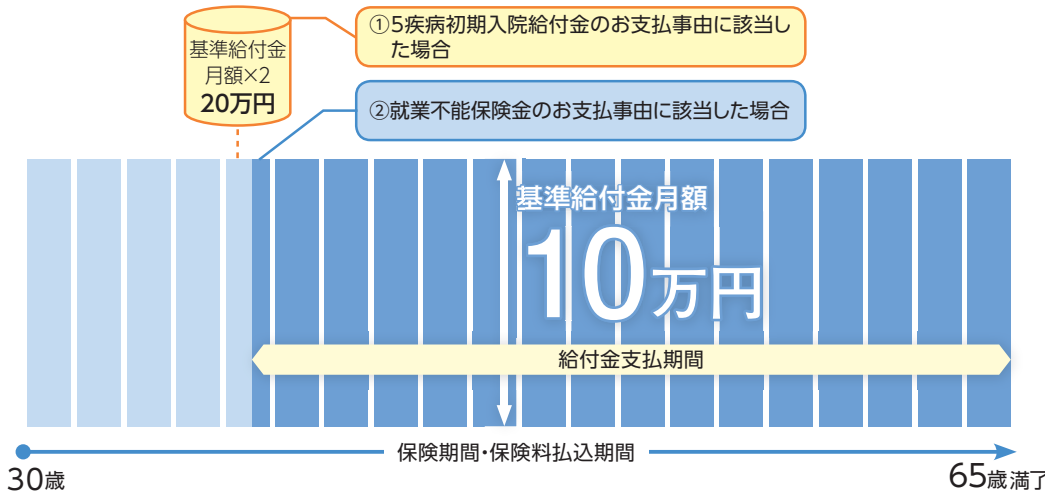 基準給付金
月額×2
20万円
①5疾病初期入院給付金のお支払事由に該当し
た場合
②就業不能保険金のお支払事由に該当した場合
基準給付金月額
10万円
給付金支払期間
保険期間・保険料払込期間
30歳
65歳満了